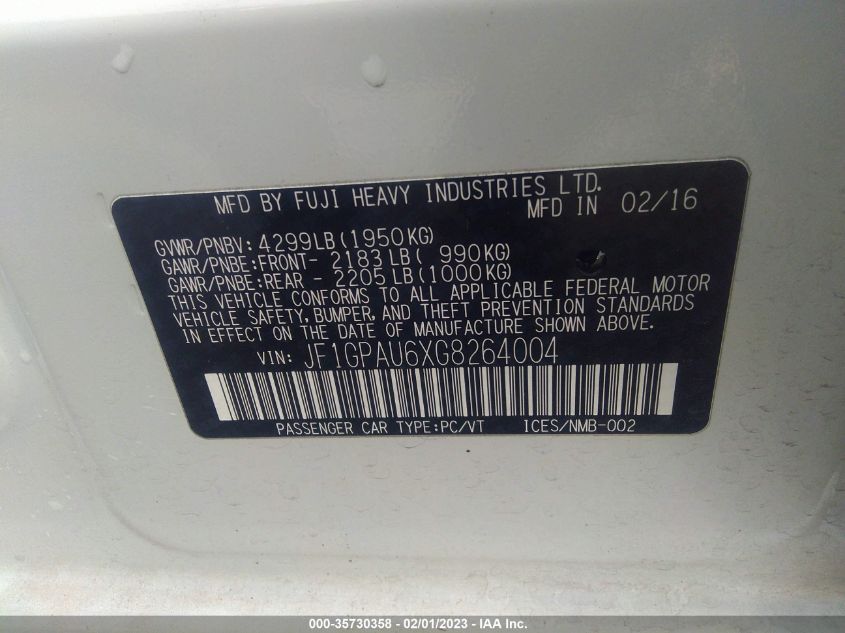 MFD BY FUJI HEAVY INDUSTRIES LTD.
MFD IN 02/16
GVWR/PNBV: 4299LB(1950KG)
GAWR/PNBE:FRONT- 2183LB( 990KG)
GAWR/PNBE:REAR - 2205LB(1000KG)
THIS VEHICLE CONFORMS TO ALL APPLICABLE FEDERAL MOTOR
VEHICLE SAFETY, BUMPER, AND THEFT PREVENTION STANDARDS
IN EFFECT ON THE DATE OF MANUFACTURE SHOWN ABOVE.
VIN: JF1GPAU6XG8264004
PASSENGER CAR TYPE:PC/VT ICES/NMB-002
000-35730358 - 02/01/2023 - IAA Inc.